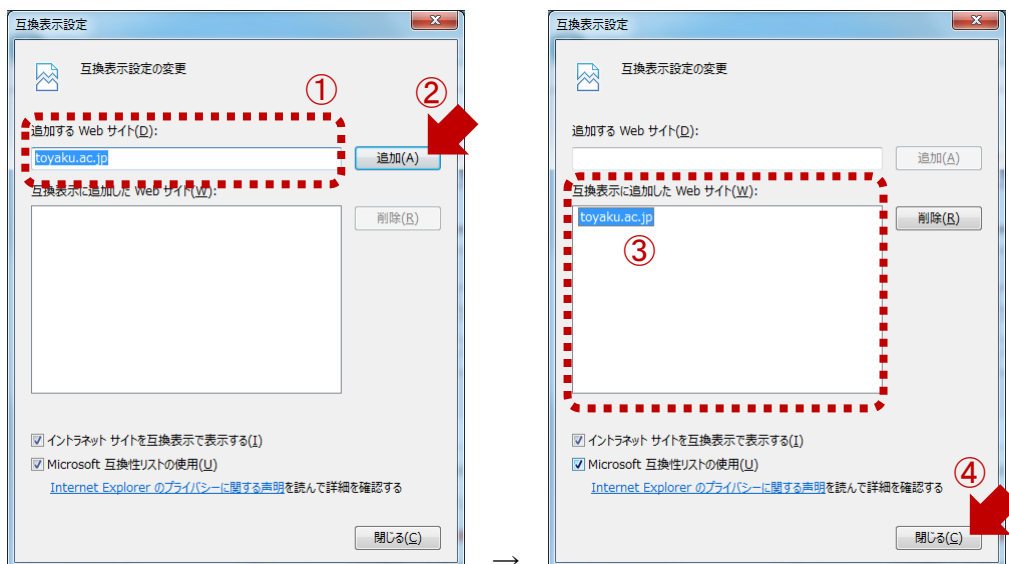 互換表示設定
互換表示設定の変更
①
②
追加する Web サイト(D):
toyaku.ac.jp
追加(A)
互換表示に追加した Web サイト(W):
削除(R)
イントラネット サイトを互換表示で表示する(I)
Microsoft 互換性リストの使用(U)
Internet Explorer のプライバシーに関する声明を読んで詳細を確認する
閉じる(C)
→
互換表示設定
互換表示設定の変更
追加する Web サイト(D):
追加(A)
互換表示に追加した Web サイト(W):
toyaku.ac.jp
削除(R)
③
イントラネット サイトを互換表示で表示する(I)
Microsoft 互換性リストの使用(U)
④
Internet Explorer のプライバシーに関する声明を読んで詳細を確認する
閉じる(C)